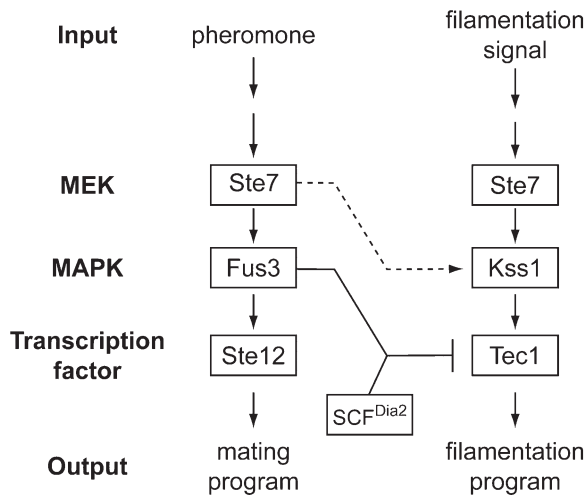 Input
pheromone
filamentation
signal
MEK
Ste7
Ste7
MAPK
Fus3
Kss1
Transcription
factor
Ste12
Tec1
SCFDia2
Output
mating
program
filamentation
program